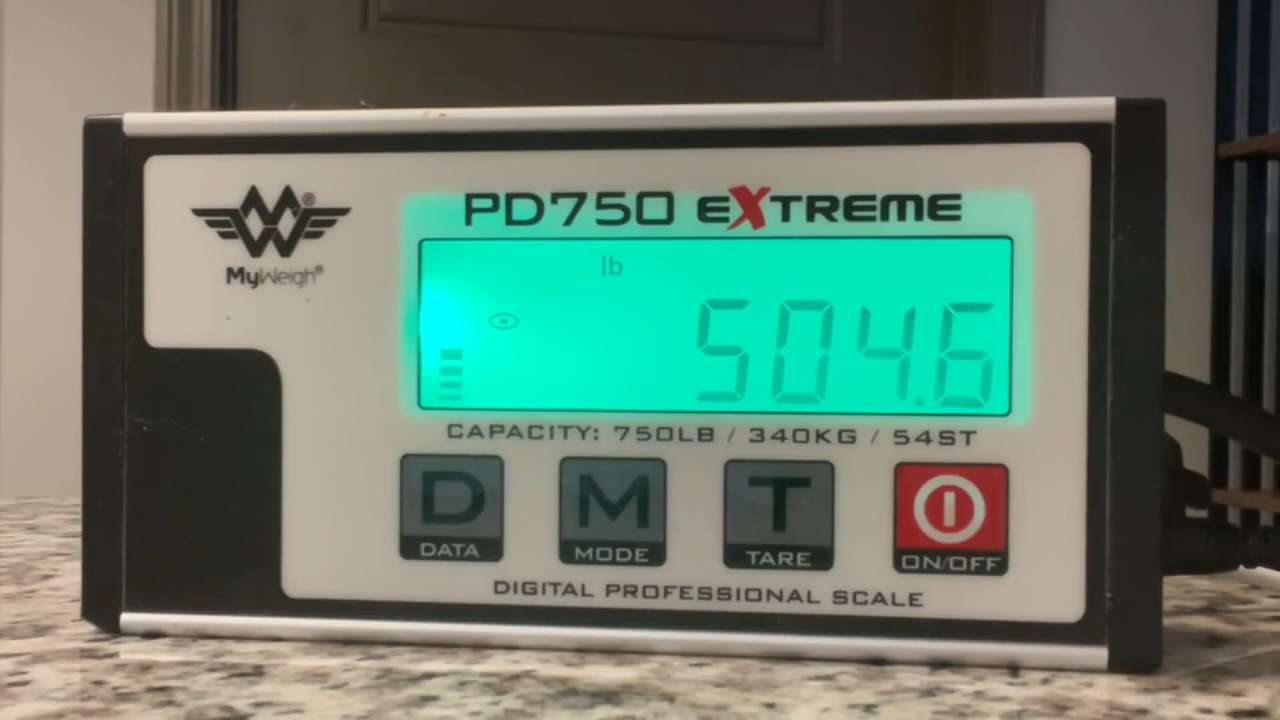 PD750 EXTREME
MyWeigh®
lb
504.6
CAPACITY: 750LB / 340KG / 54ST
D M T
DATA MODE TARE ON/OFF
DIGITAL PROFESSIONAL SCALE